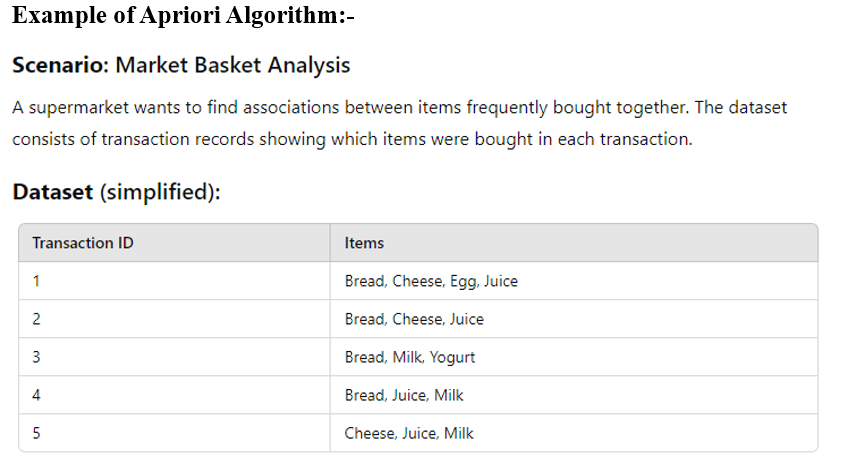 Example of Apriori Algorithm:-
Scenario: Market Basket Analysis
A supermarket wants to find associations between items frequently bought together. The dataset
consists of transaction records showing which items were bought in each transaction.
Dataset (simplified):
Transaction ID Items
1 Bread, Cheese, Egg, Juice
2 Bread, Cheese, Juice
3 Bread, Milk, Yogurt
4 Bread, Juice, Milk
5 Cheese, Juice, Milk